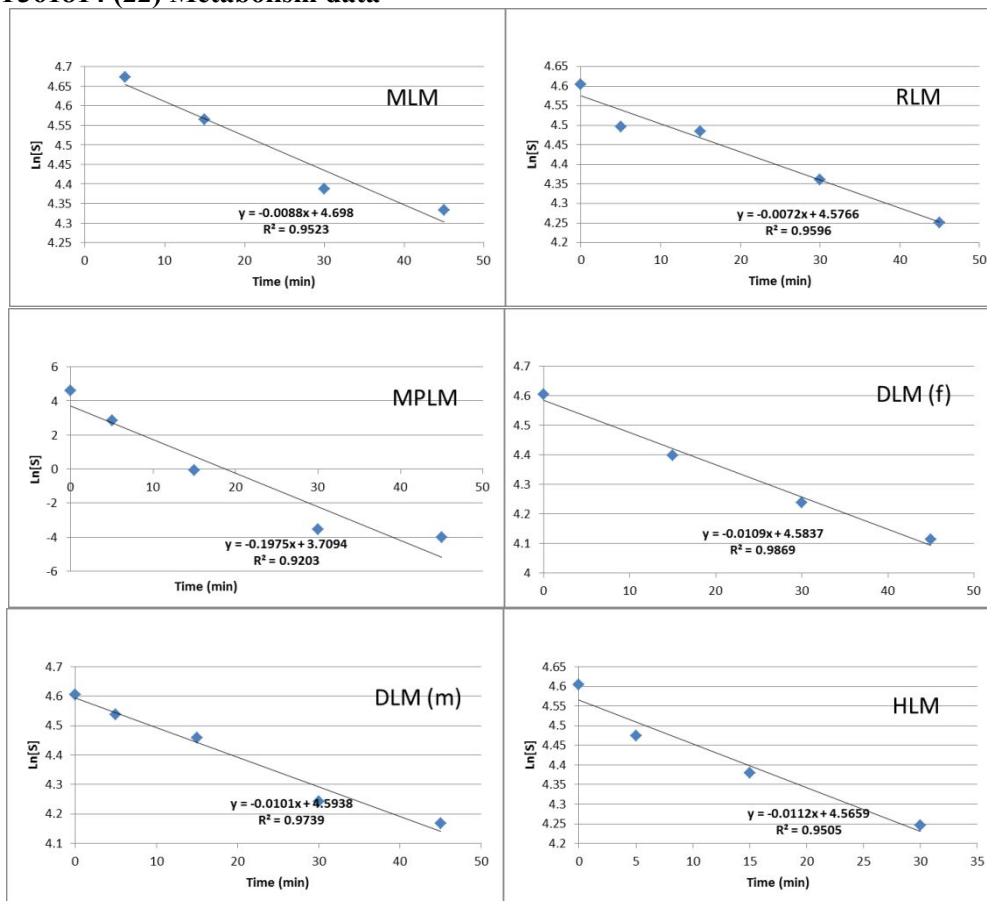 (22) Metabolism data
MLM
4.7
4.65
4.6
4.55
4.5
4.45
4.4
4.35
4.3
4.25
Ln[S]
y = -0.0088x + 4.698
R² = 0.9523
0 10 20 30 40 50
Time (min)
RLM
4.65
4.6
4.55
4.5
4.45
4.4
4.35
4.3
4.25
4.2
Ln[S]
y = -0.0072x + 4.5766
R² = 0.9596
0 10 20 30 40 50
Time (min)
MPLM
6
4
2
0
-2
-4
-6
Ln[S]
0 10 20 30 40 50
y = -0.1975x + 3.7094
R² = 0.9203
Time (min)
DLM (f)
4.7
4.6
4.5
4.4
4.3
4.2
4.1
4
y = -0.0109x + 4.5837
R² = 0.9869
0 10 20 30 40 50
DLM (m)
4.7
4.6
4.5
4.4
4.3
4.2
4.1
Ln[S]
y = -0.0101x + 4.5938
R² = 0.9739
0 10 20 30 40 50
Time (min)
HLM
4.65
4.6
4.55
4.5
4.45
4.4
4.35
4.3
4.25
4.2
Ln[S]
y = -0.0112x + 4.5659
R² = 0.9505
0 5 10 15 20 25 30 35
Time (min)